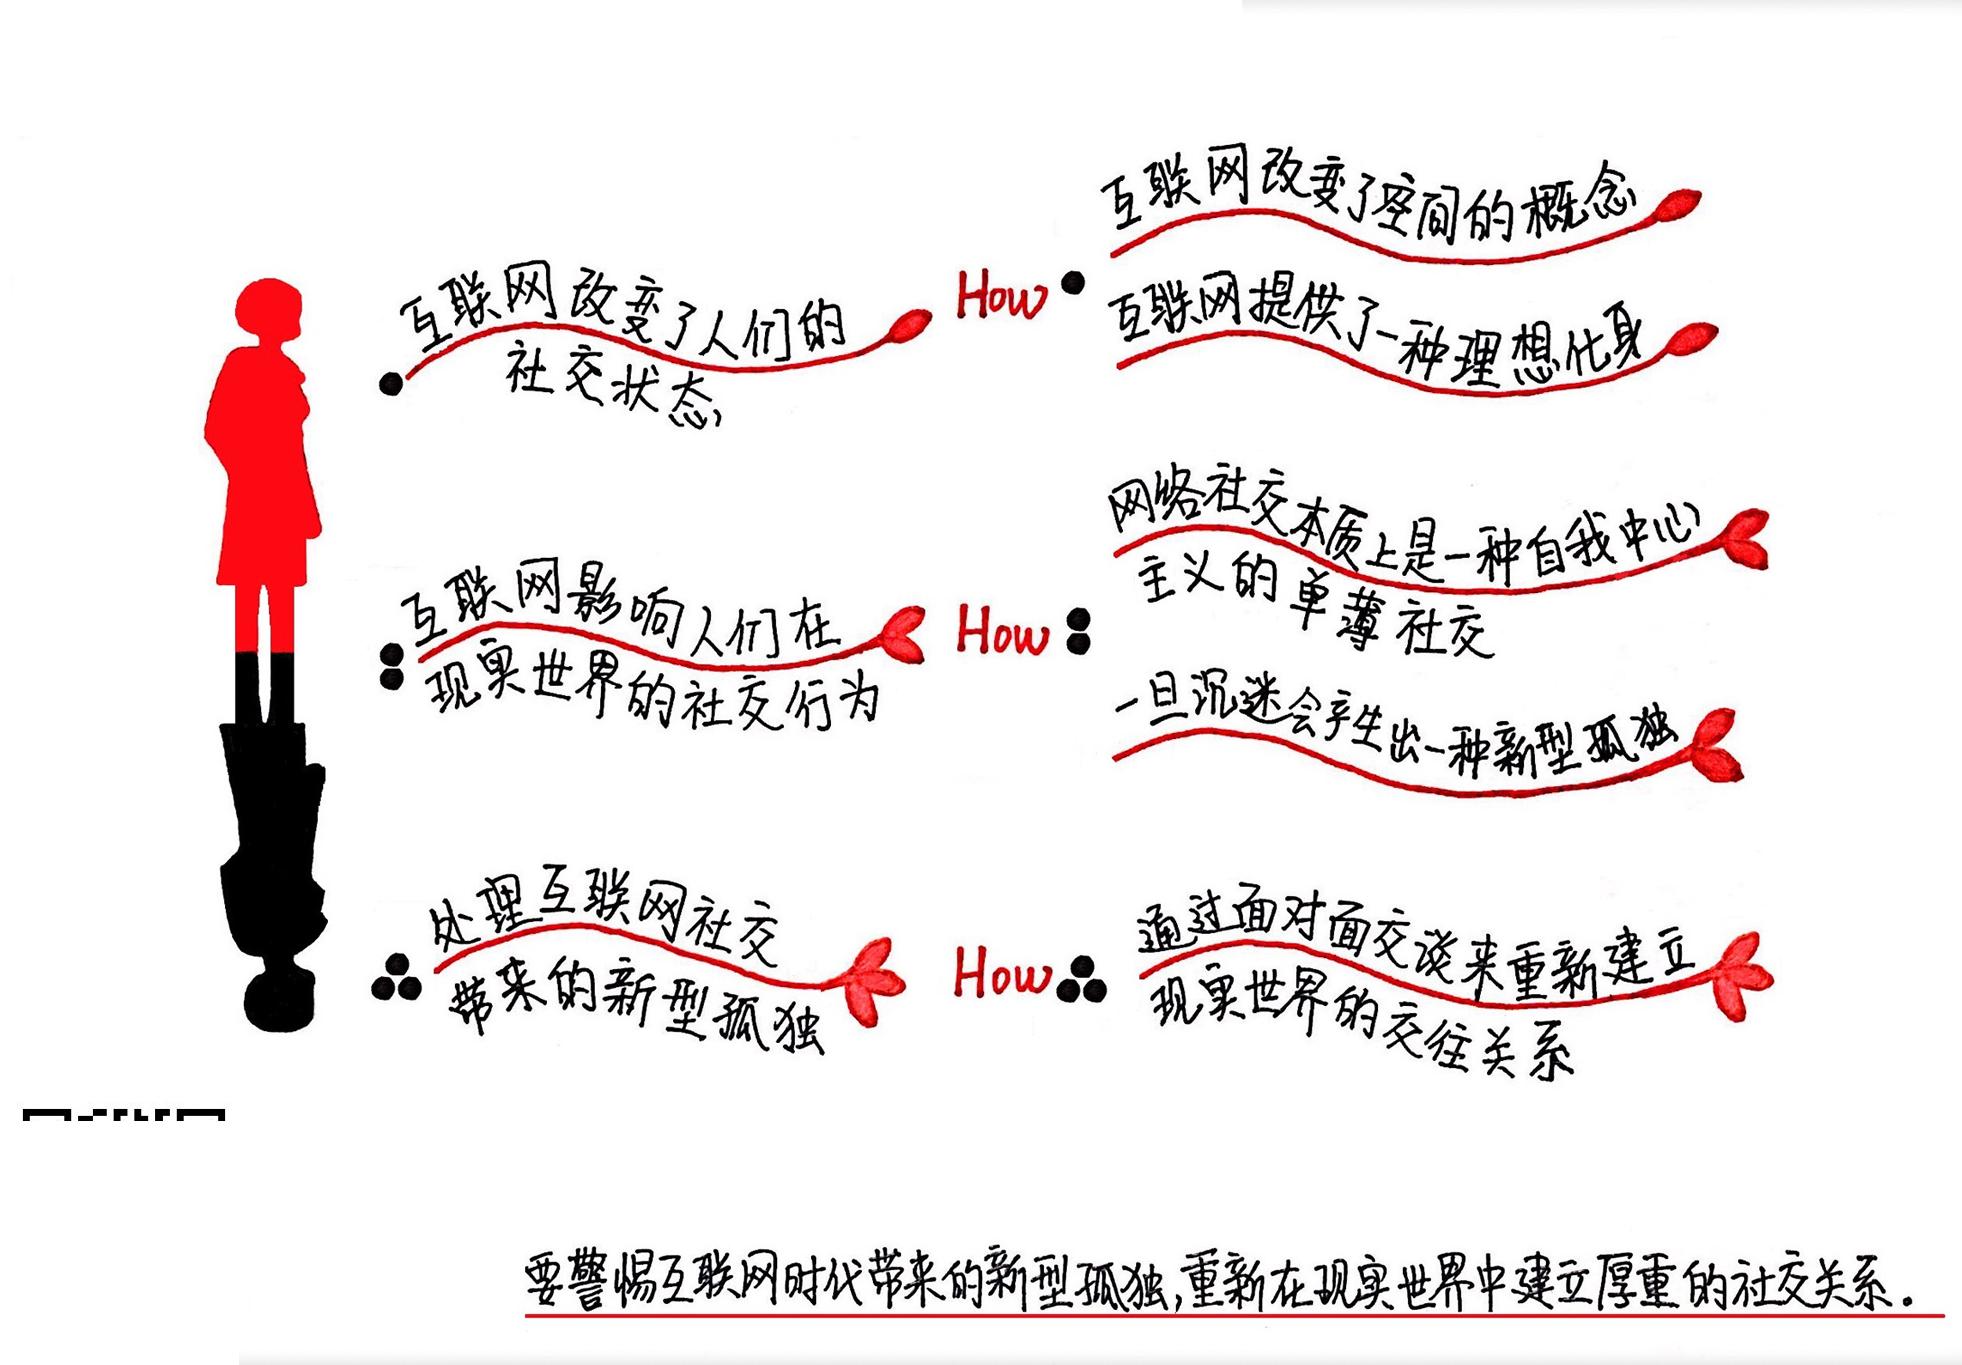 互联网改变了人们的
社交状态
How
互联网改变了空间的概念
互联网提供了一种理想化身
互联网影响人们在
现实世界的社交行为
How
网络社交本质上是一种自我中心
主义的单薄社交
一旦沉迷会产生出一种新型孤独
处理互联网社交
带来的新型孤独
How
通过面对面交谈来重新建立
现实世界的交往关系
要警惕互联网时代带来的新型孤独,重新在现实世界中建立厚重的社交关系。